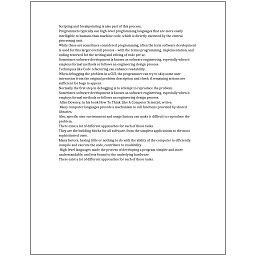 Scripting and breakpointing is also part of this process.
Programs is typically use high-level programming languages that are more easily
intelligible to humans than machine code, which is directly executed by the central
processing unit.
While these are sometimes considered programming, often the term software development
is used for this larger overall process – with the terms programming, implementation, and
coding reserved for the writing and editing of code per se.
Sometimes software development is known as software engineering, especially when it
employs formal methods or follows an engineering design process.
Techniques like Code refactoring can enhance readability.
When debugging the problem in a GUI, the programmer can try to skip some user
interaction from the original problem description and check if remaining actions are
sufficient for bugs to appear.
Normally the first step in debugging is to attempt to reproduce the problem.
Sometimes software development is known as software engineering, especially when it
employs formal methods or follows an engineering design process.
Allen Downey, in his book How To Think Like A Computer Scientist, writes:
Many computer languages provide a mechanism to call functions provided by shared
libraries.
Also, specific user environment and usage history can make it difficult to reproduce the
problem.
There exist a lot of different approaches for each of those tasks.
They are the building blocks for all software, from the simplest applications to the most
sophisticated ones.
Many factors, having little or nothing to do with the ability of the computer to efficiently
compile and execute the code, contribute to readability.
High-level languages made the process of developing a program simpler and more
understandable, and less bound to the underlying hardware.
There exist a lot of different approaches for each of those tasks.